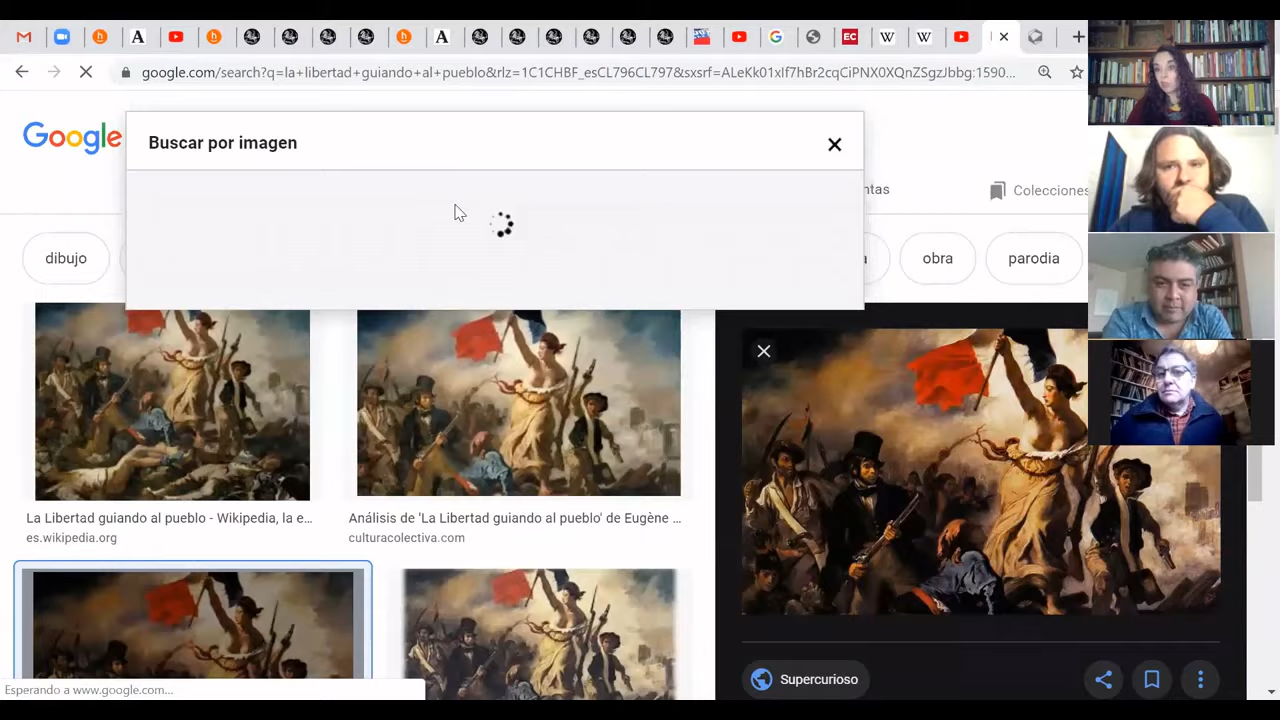 google.com/search?q=la+libertad+guiando+al+pueblo&rlz=1C1CHBF_esCL796CL797&sxsrf=ALeKk01xIf7hBr2cqCiPNX0XQnZSgzJbbg:1590...
Google
Buscar por imagen
ntas
Colecciones
dibujo
a
obra
parodia
La Libertad guiando al pueblo - Wikipedia, la e...
es.wikipedia.org
Análisis de 'La Libertad guiando al pueblo' de Eugène ...
culturacolectiva.com
Supercurioso
Esperando a www.google.com...